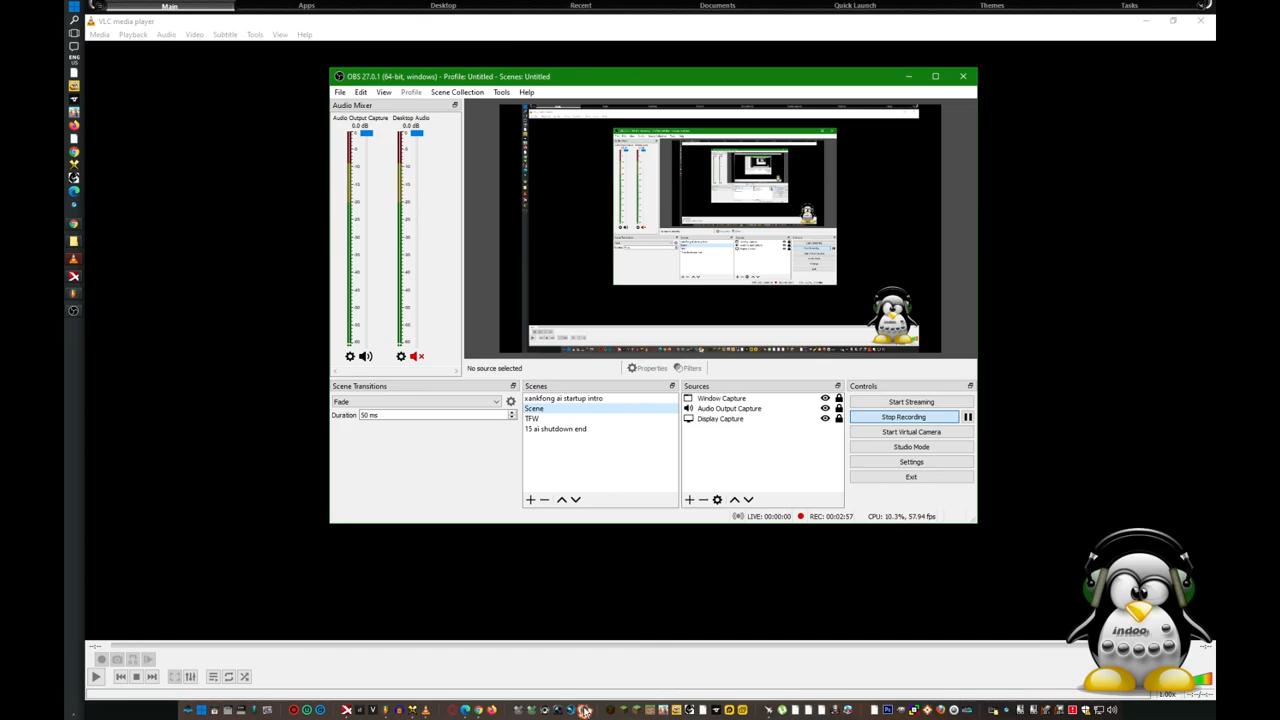 Main Apps Desktop Recent Documents Quick Launch Themes Tasks
VLC media player
Media Playback Audio Video Subtitle Tools View Help
ENG
US
OBS 27.0.1 (64-bit, windows) - Profile: Untitled - Scenes: Untitled
File Edit View Profile Scene Collection Tools Help
Audio Mixer
Audio Output Capture Desktop Audio
0.0 dB 0.0 dB
No source selected Properties Filters
Scene Transitions Scenes Sources Controls
Fade
Duration 50 ms
xankfong ai startup intro
Scene
TFW
15 ai shutdown end
Window Capture
Audio Output Capture
Display Capture
Start Streaming
Stop Recording
Start Virtual Camera
Studio Mode
Settings
Exit
LIVE: 00:00:00 REC: 00:02:57 CPU: 10.3%, 57.94 fps
indoo
--:-- --:--
1.00x --:--/--:--